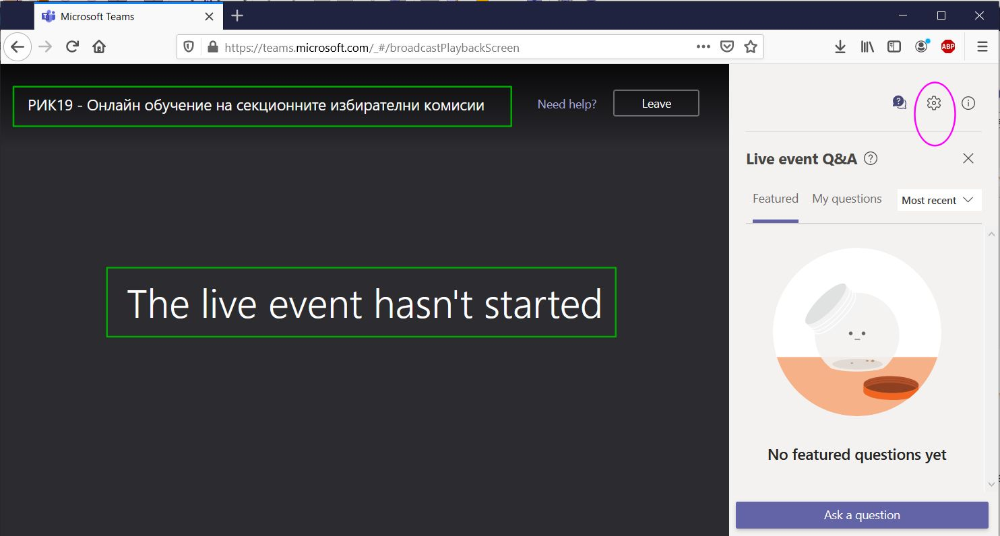 Microsoft Teams
https://teams.microsoft.com/_#/broadcastPlaybackScreen
ABP
РИК19 - Онлайн обучение на секционните избирателни комисии
Need help?
Leave
Live event Q&A
Featured
My questions
Most recent
The live event hasn't started
No featured questions yet
Ask a question